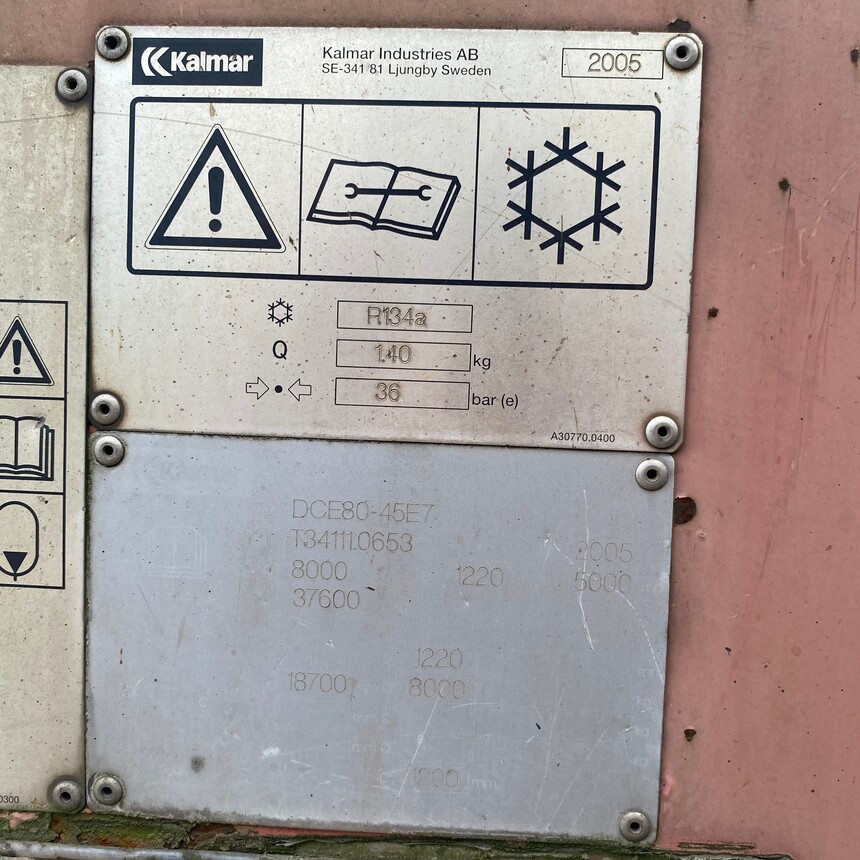 Kalmar
Kalmar Industries AB
SE-341 81 Ljungby Sweden
2005
R134a
Q 1.40 kg
36 bar (e)
A30770.0400
DCE80-45E7
T34111.0653 2005
8000 1220 5000
37600
1220
18700 8000
0300